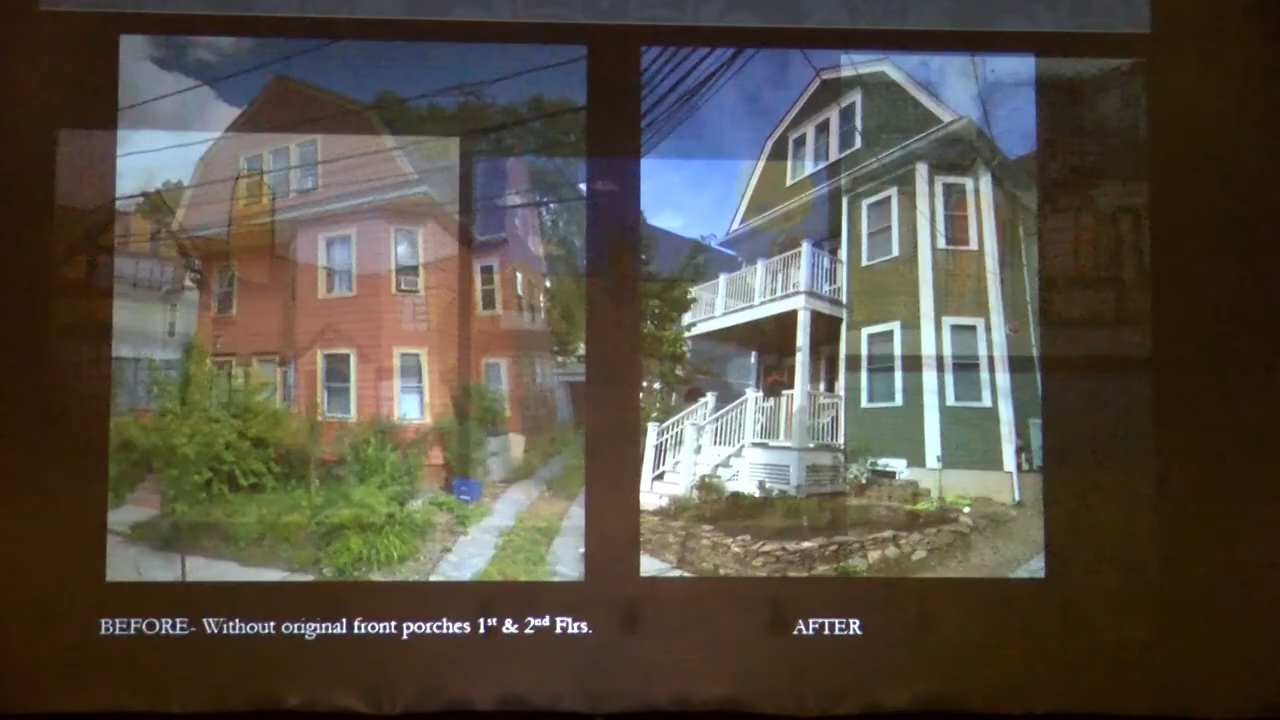 BEFORE- Without original front porches 1st & 2nd Flrs.
AFTER